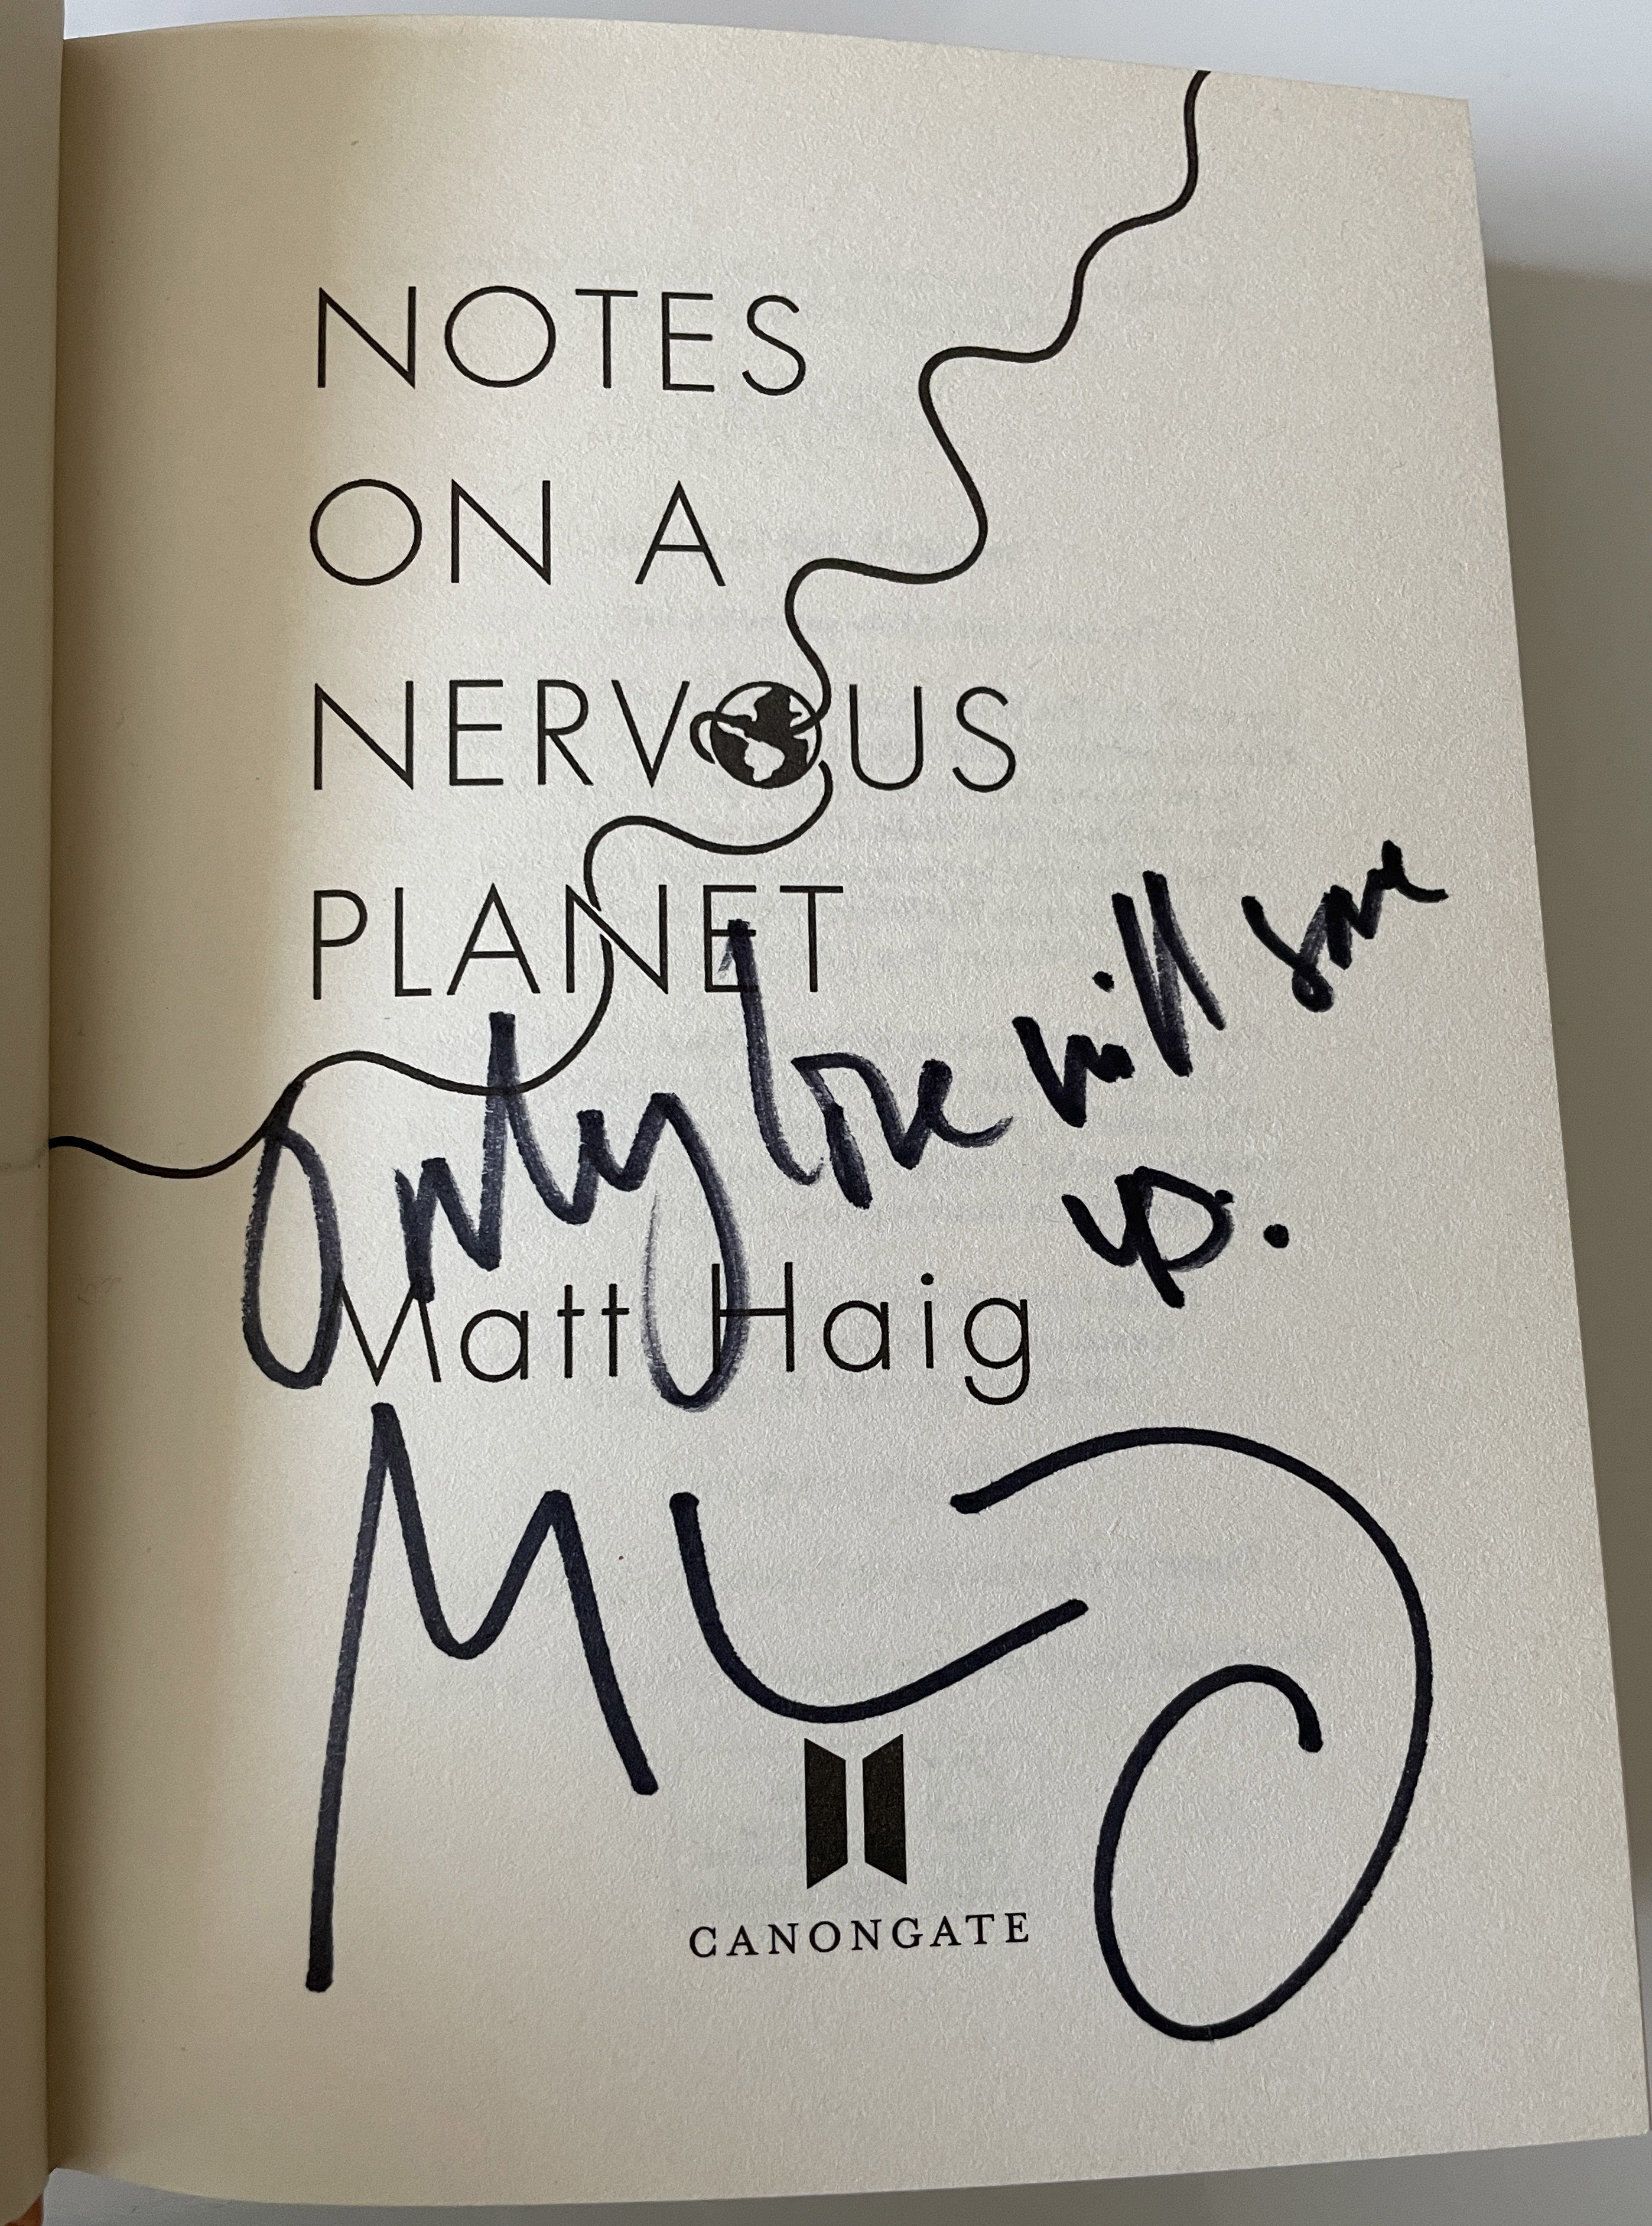 NOTES
ON A
NERVOUS
PLANET
Only love will save
us.
Matt Haig
CANONGATE